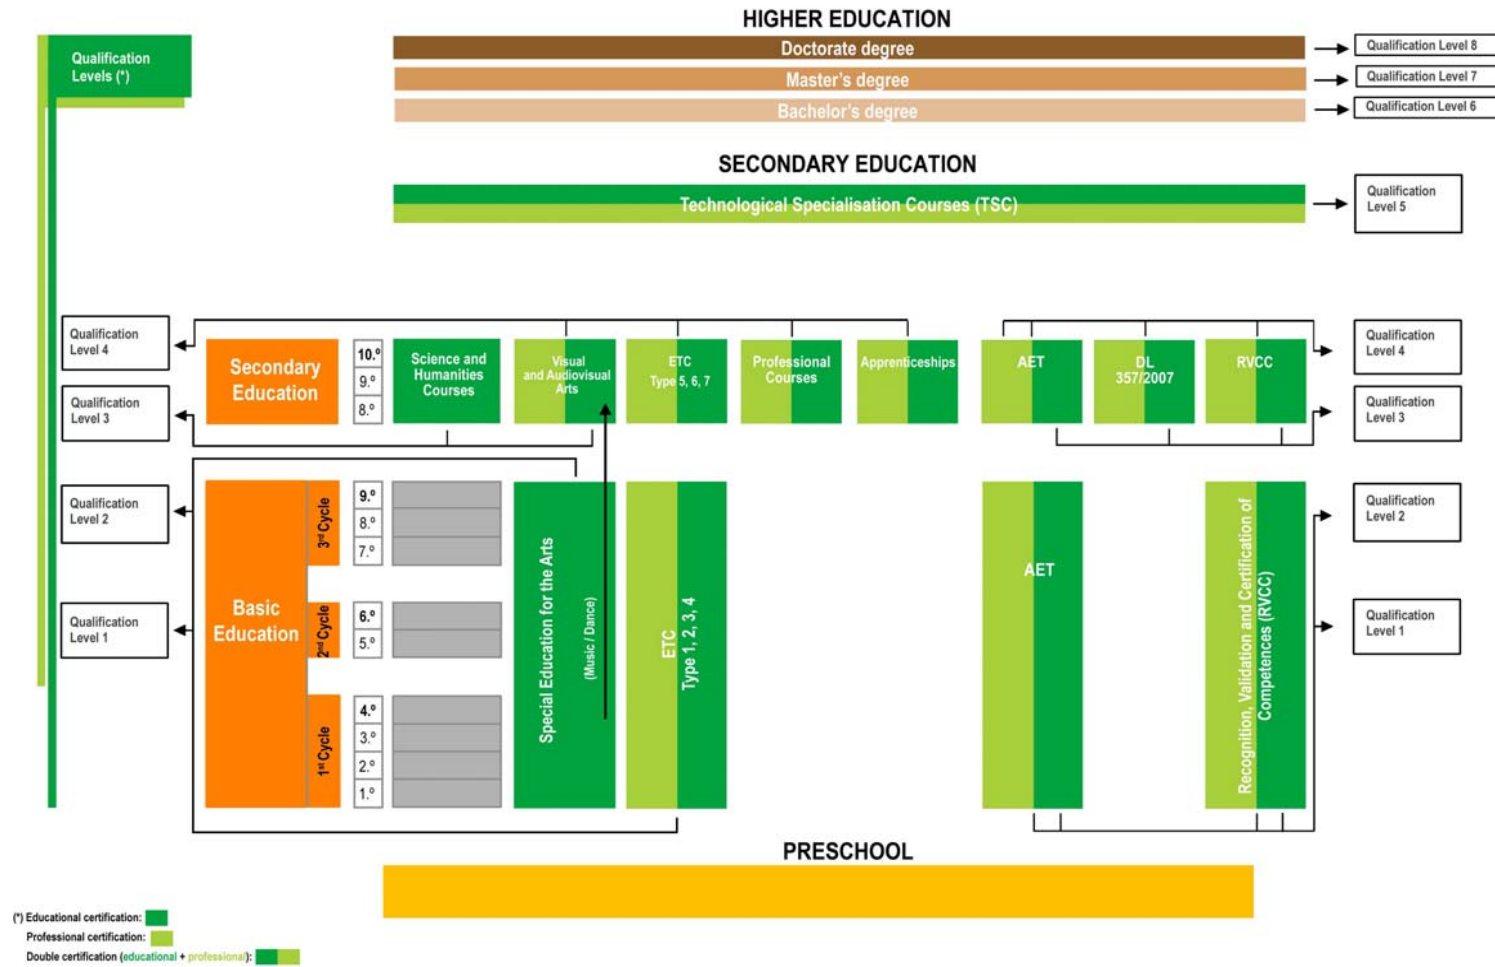 HIGHER EDUCATION
Qualification
Levels (*)
Doctorate degree
Qualification Level 8
Master's degree
Qualification Level 7
Bachelor's degree
Qualification Level 6
SECONDARY EDUCATION
Technological Specialisation Courses (TSC)
Qualification
Level 5
Qualification
Level 4
Qualification
Level 3
Secondary
Education
10.º
9.º
8.º
Science and
Humanities
Courses
Visual
and Audiovisual
Arts
ETC
Type 5, 6, 7
Professional
Courses
Apprenticeships
AET
DL
357/2007
RVCC
Qualification
Level 4
Qualification
Level 3
Qualification
Level 2
Qualification
Level 1
Basic
Education
3rd Cycle
2nd Cycle
1st Cycle
9.º
8.º
7.º
6.º
5.º
4.º
3.º
2.º
1.º
Special Education for the Arts
(Music / Dance)
ETC
Type 1, 2, 3, 4
AET
Recognition, Validation and Certification of
Competences (RVCC)
Qualification
Level 2
Qualification
Level 1
PRESCHOOL
(*) Educational certification:
Professional certification:
Double certification (educational + professional):